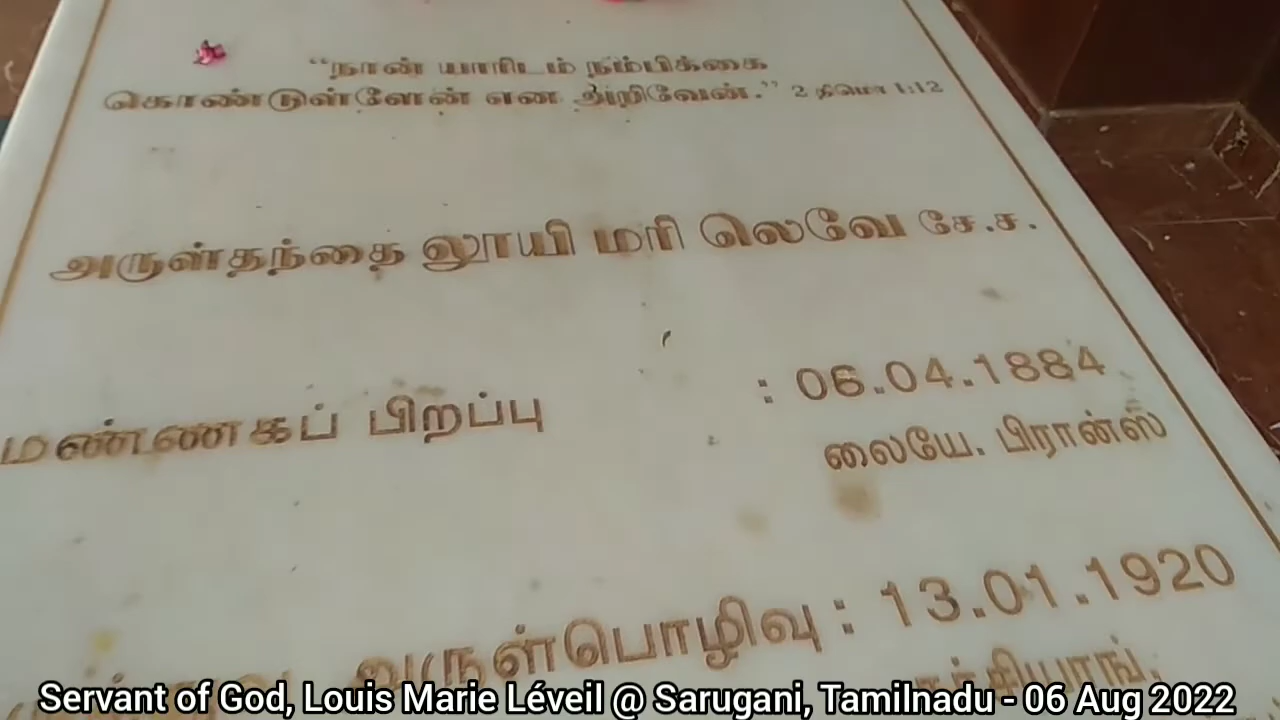 “நான் யாரிடம் நம்பிக்கை
கொண்டுள்ளேன் என அறிவேன்.” 2 தீமொ 1:12
அருள்தந்தை லூயி மரி லெவே சே.ச.
மண்ணகப் பிறப்பு : 06.04.1884
லையே. பிரான்ஸ்
அருள்பொழிவு : 13.01.1920
Servant of God, Louis Marie Léveil @ Sarugani, Tamilnadu - 06 Aug 2022